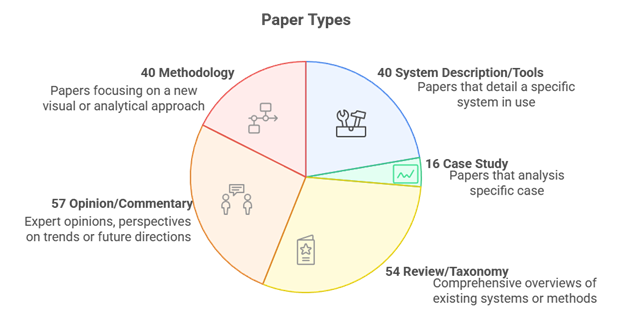 Paper Types
40 Methodology
Papers focusing on a new
visual or analytical approach
40 System Description/Tools
Papers that detail a specific
system in use
16 Case Study
Papers that analysis
specific case
57 Opinion/Commentary
Expert opinions, perspectives
on trends or future directions
54 Review/Taxonomy
Comprehensive overviews of
existing systems or methods